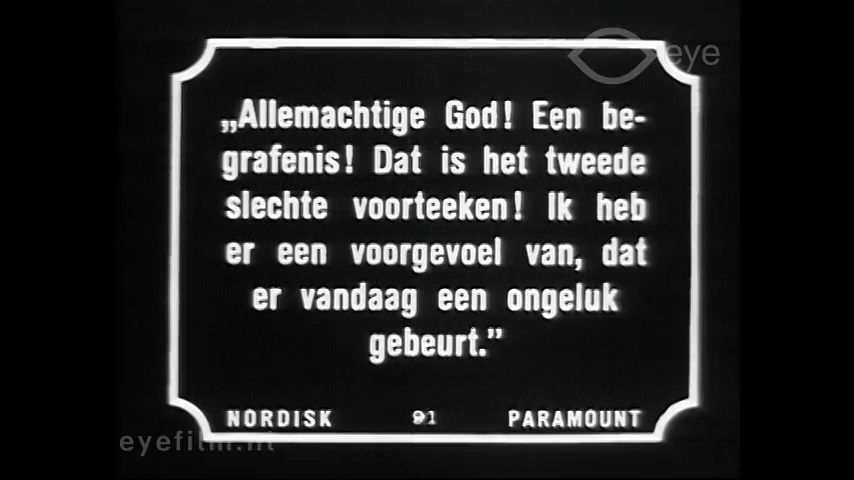 eye
„Allemachtige God! Een be-
grafenis! Dat is het tweede
slechte voorteeken! Ik heb
er een voorgevoel van, dat
er vandaag een ongeluk
gebeurt.”
NORDISK 91 PARAMOUNT
eyefilm.nl